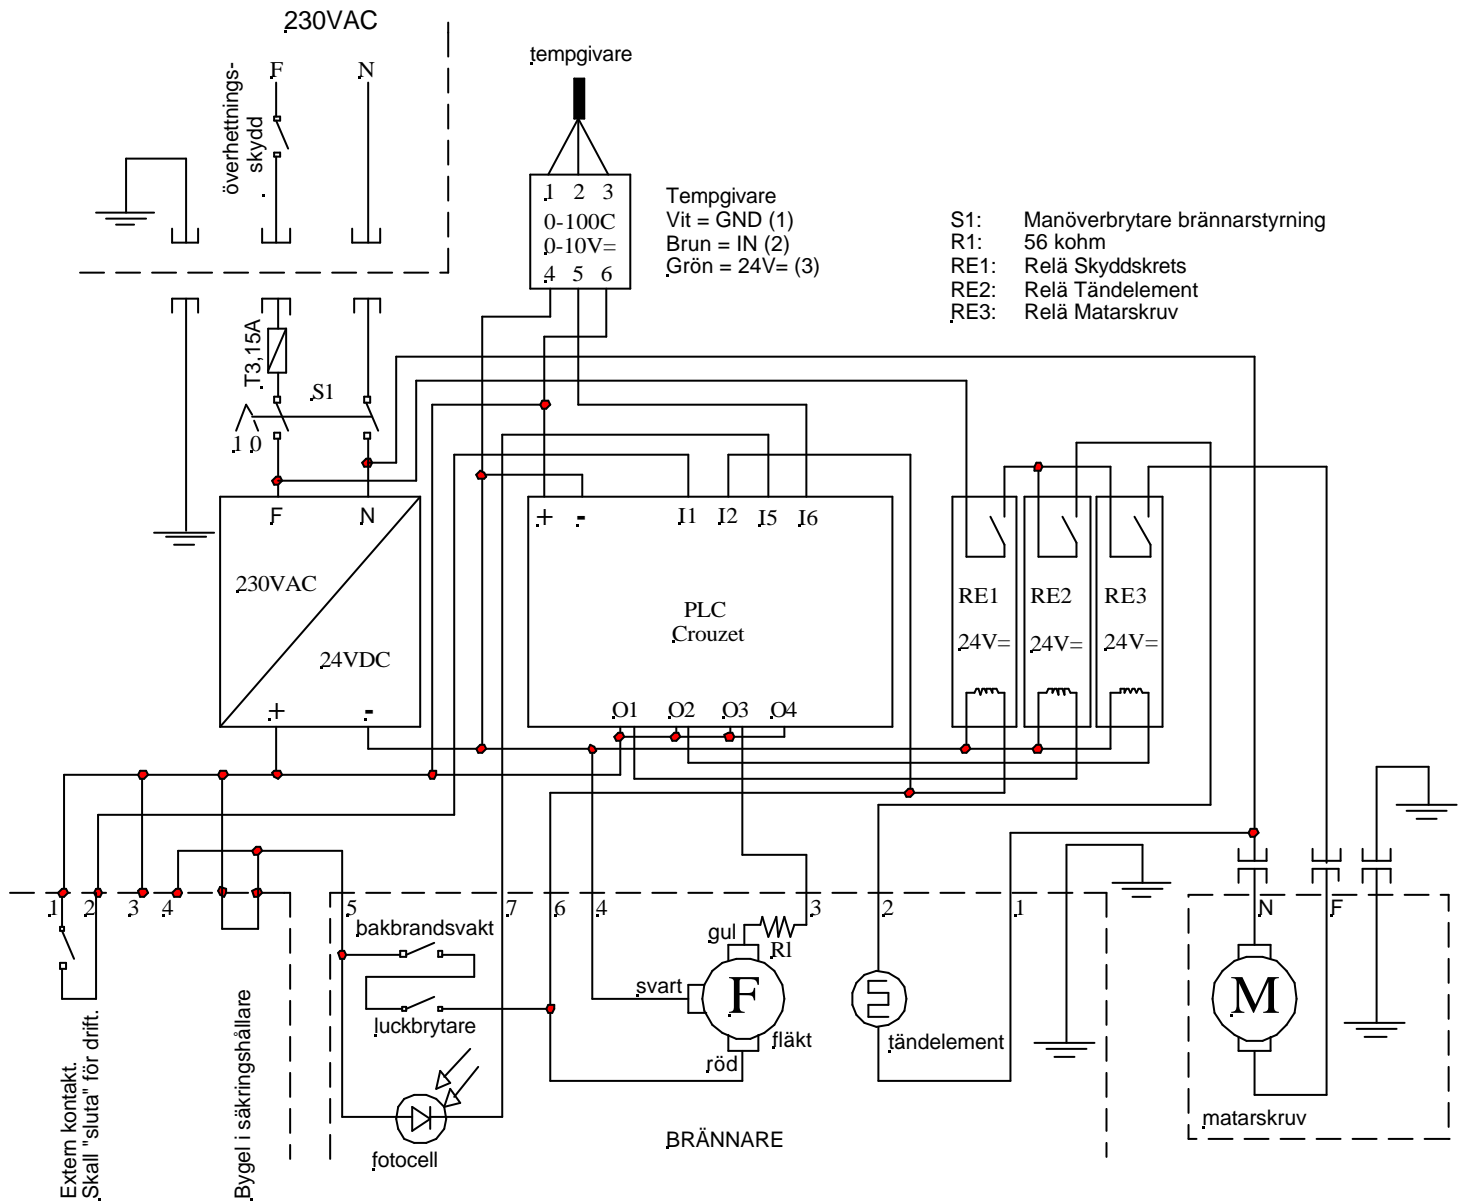 230VAC
överhettnings-
skydd
F
N
tempgivare
1 2 3
0-100C
0-10V=
4 5 6
Tempgivare
Vit = GND (1)
Brun = IN (2)
Grön = 24V= (3)
S1: Manöverbrytare brännarstyrning
R1: 56 kohm
RE1: Relä Skyddskrets
RE2: Relä Tändelement
RE3: Relä Matarskruv
T3,15A
S1
1 0
F N
230VAC
24VDC
+ -
+ - I1 I2 I5 I6
PLC
Crouzet
O1 O2 O3 O4
RE1 RE2 RE3
24V= 24V= 24V=
1 2 3 4
5 7 6 4 3 2 1
N F
bakbrandsvakt
luckbrytare
gul
R1
svart
F
fläkt
röd
tändelement
M
matarskruv
fotocell
BRÄNNARE
Extern kontakt.
Skall "sluta" för drift.
Bygel i säkringshållare